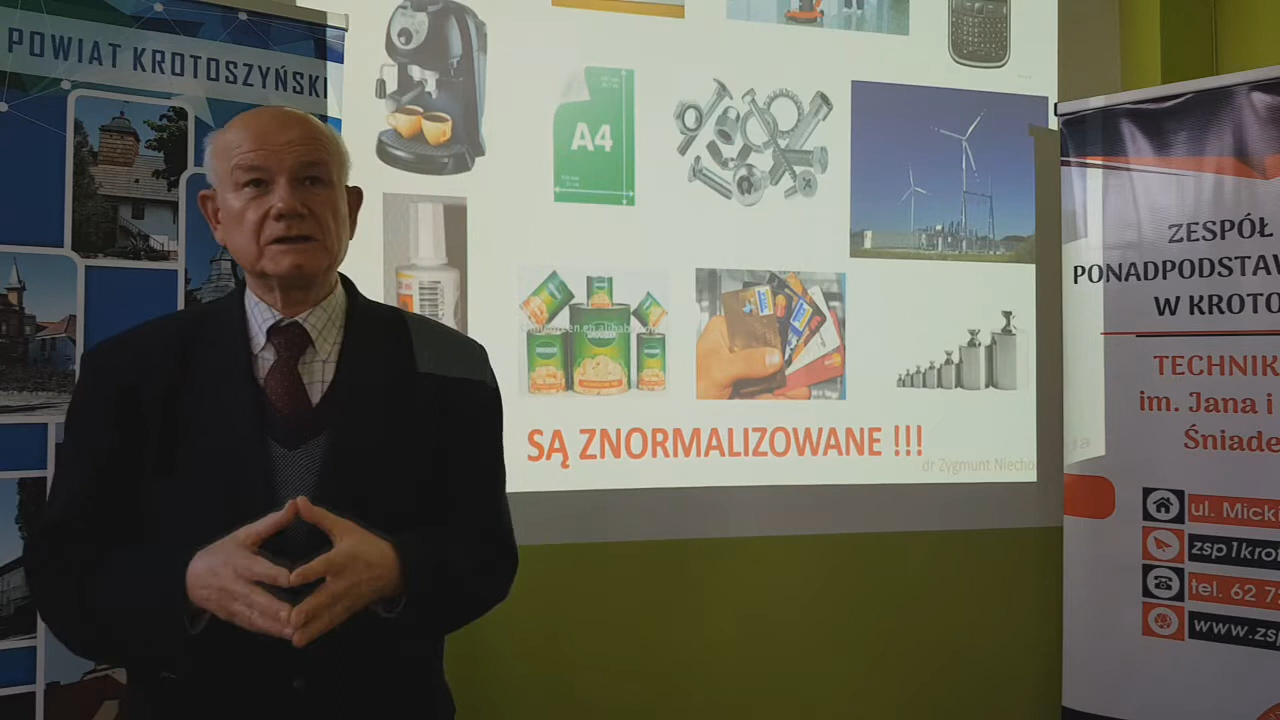 POWIAT KROTOSZYŃSKI
A4
SĄ ZNORMALIZOWANE !!!
dr Zygmunt
ZESPÓŁ
PONADPODSTAW
W KROTO
TECHNIK
im. Jana i
Śniade
ul. Micki
zsp1krot
tel. 62 7
www.zsp